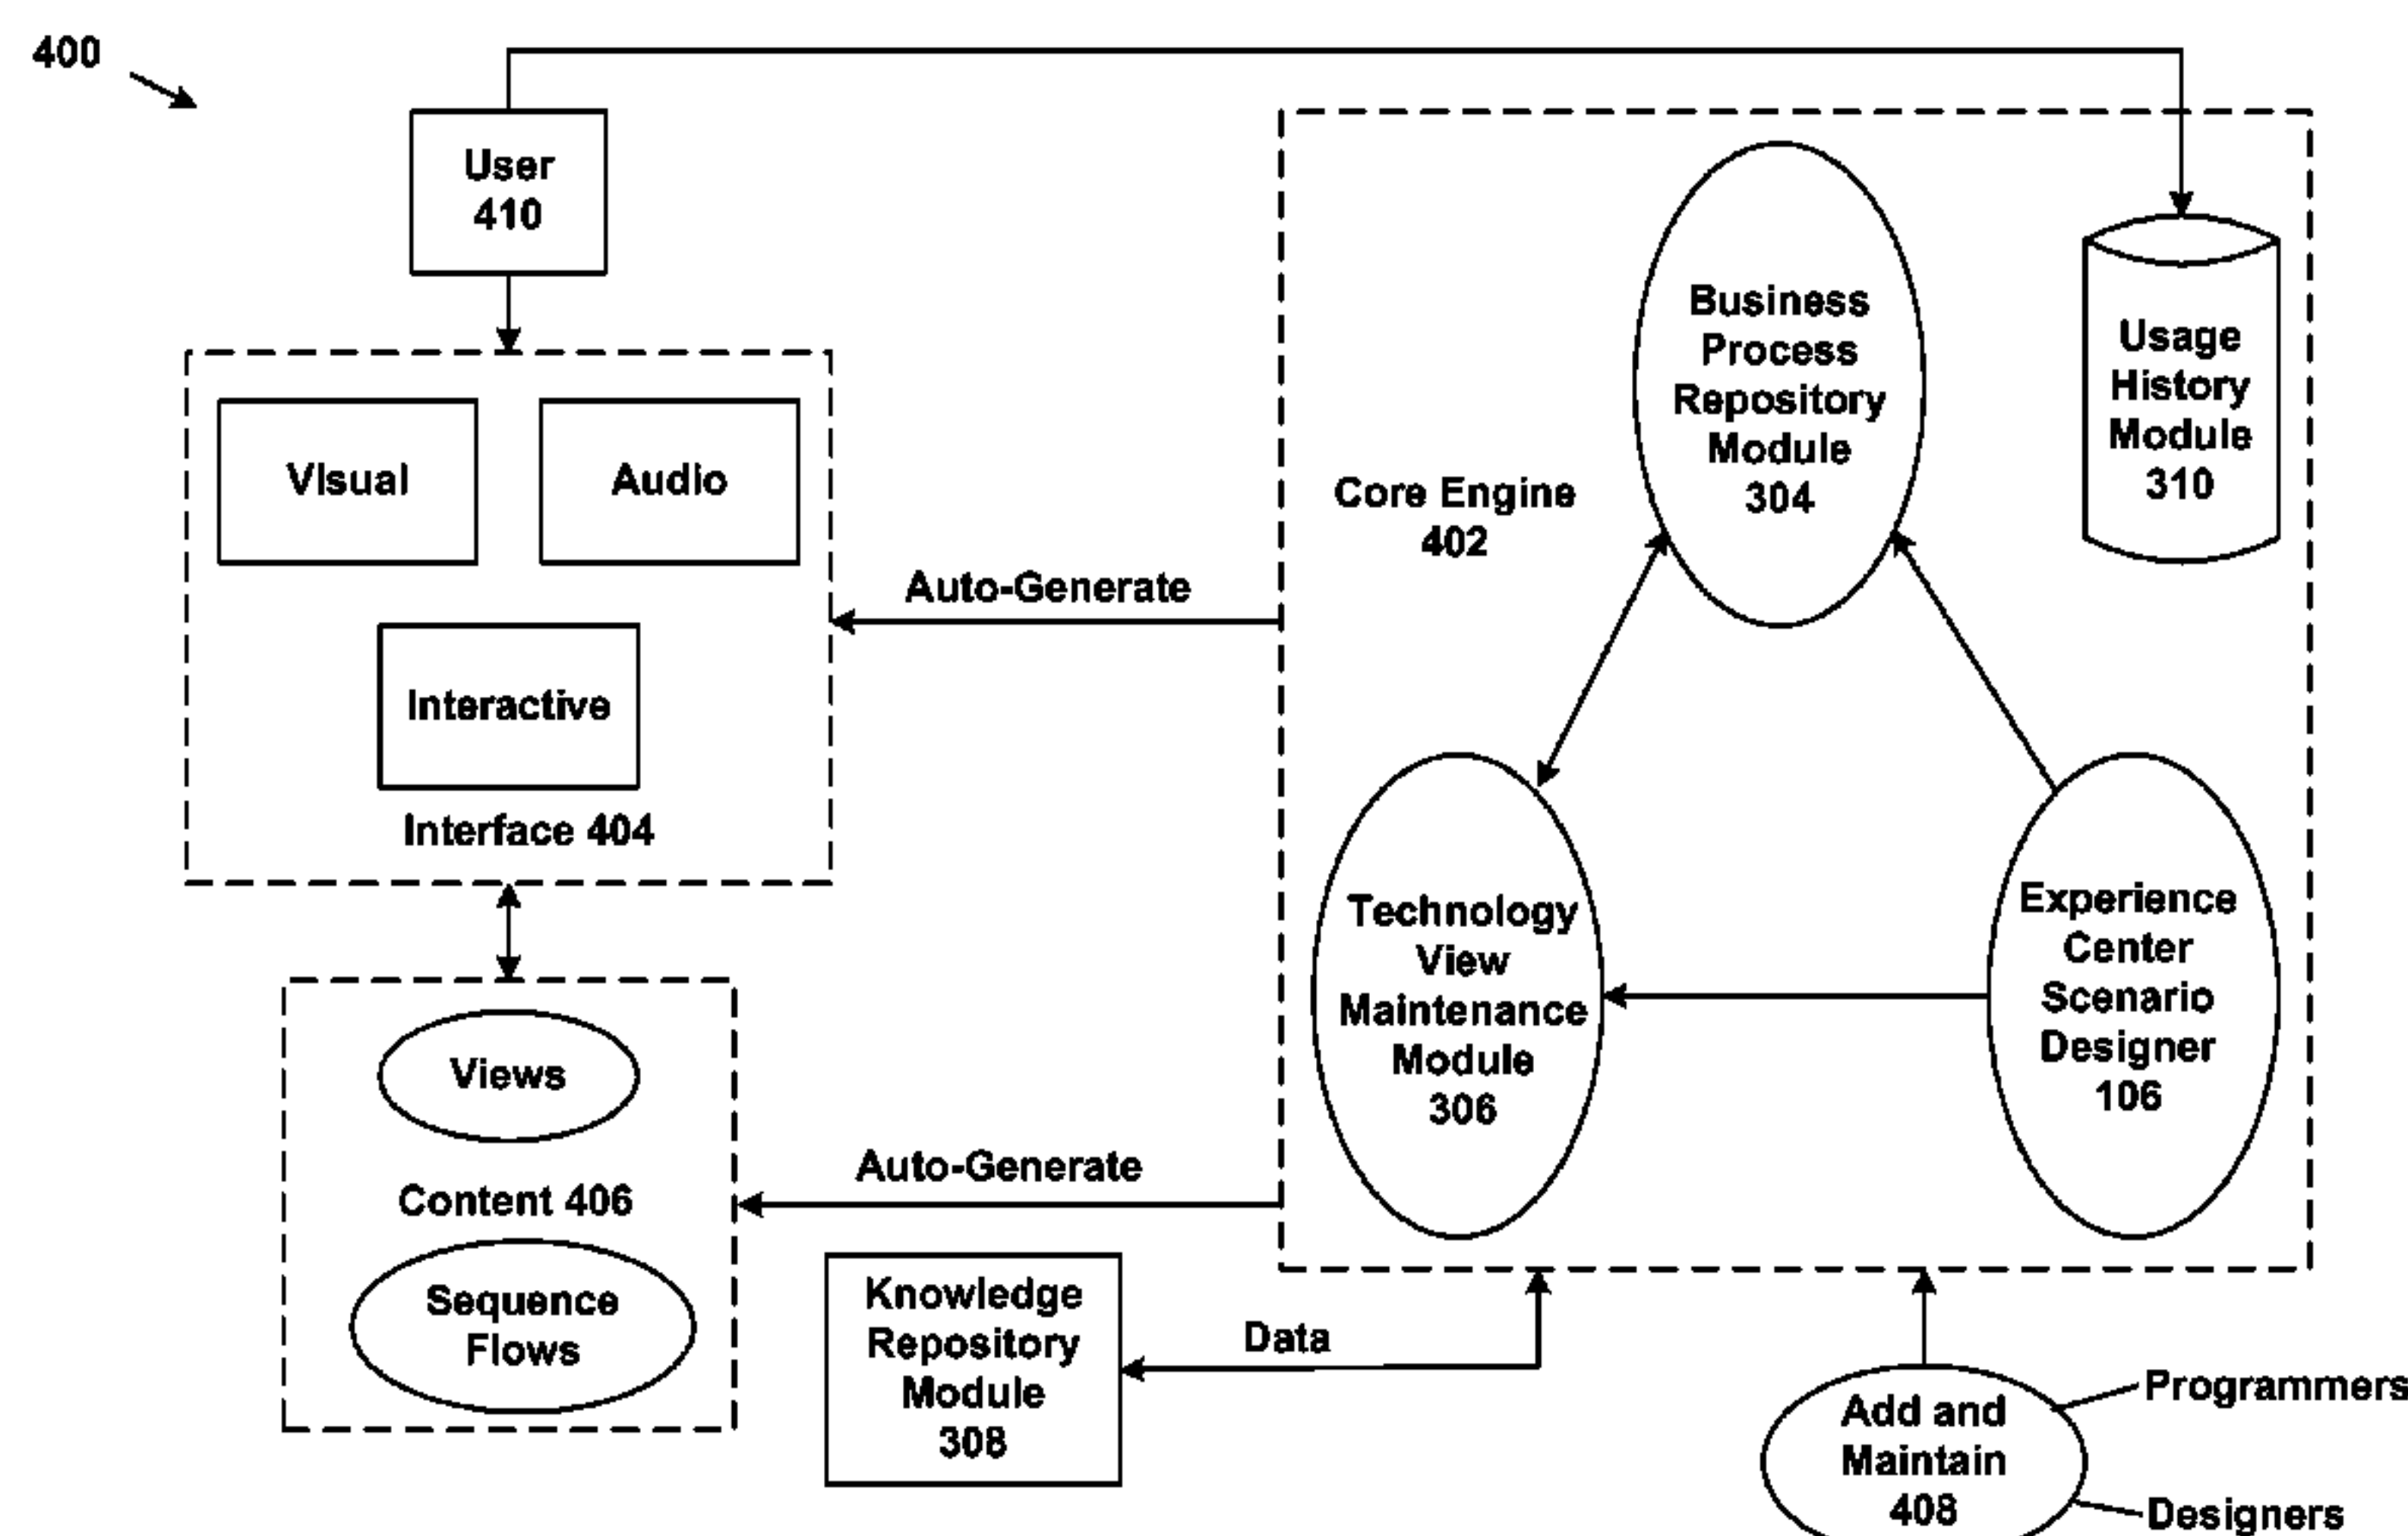 400
User
410
Visual
Audio
Interactive
Interface 404
Views
Content 406
Sequence
Flows
Auto-Generate
Auto-Generate
Knowledge
Repository
Module
308
Data
Core Engine
402
Business
Process
Repository
Module
304
Usage
History
Module
310
Technology
View
Maintenance
Module
306
Experience
Center
Scenario
Designer
106
Add and
Maintain
408
Programmers
Designers